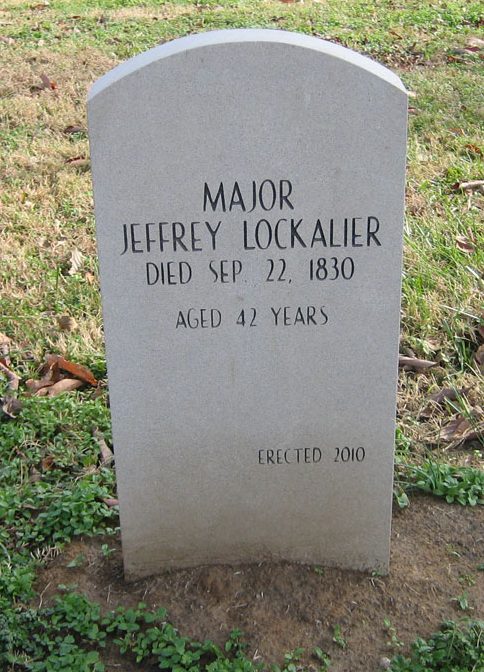 MAJOR
JEFFREY LOCKALIER
DIED SEP. 22, 1830
AGED 42 YEARS
ERECTED 2010